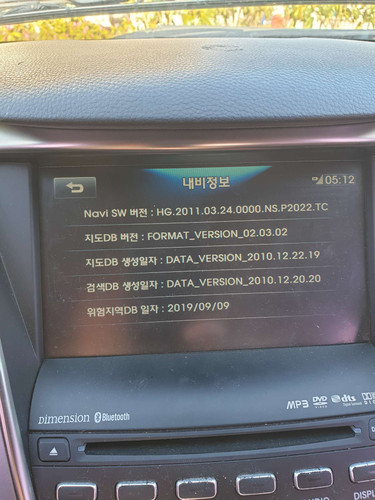 내비정보
05:12
Navi SW 버전 : HG.2011.03.24.0000.NS.P2022.TC
지도DB 버전 : FORMAT_VERSION_02.03.02
지도DB 생성일자 : DATA_VERSION_2010.12.22.19
검색DB 생성일자 : DATA_VERSION_2010.12.20.20
위험지역DB 일자 : 2019/09/09
MP3 DVD VIDEO dts
Dimension Bluetooth
DISPL